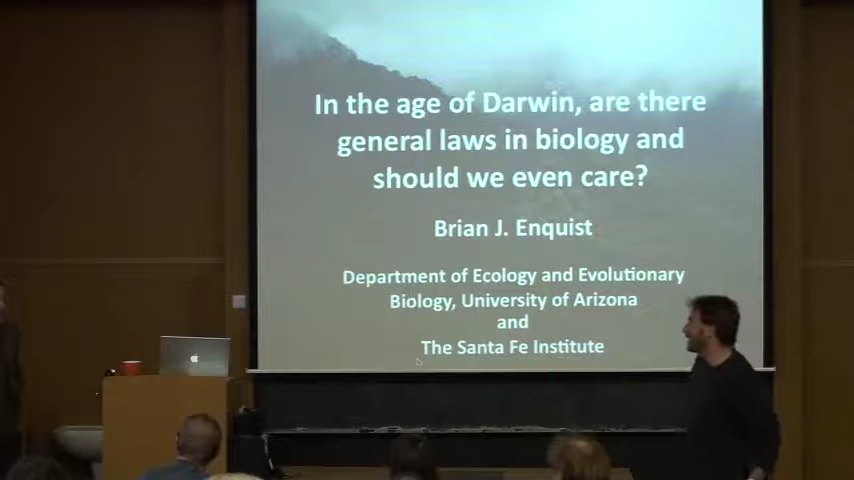 In the age of Darwin, are there
general laws in biology and
should we even care?
Brian J. Enquist
Department of Ecology and Evolutionary
Biology, University of Arizona
and
The Santa Fe Institute